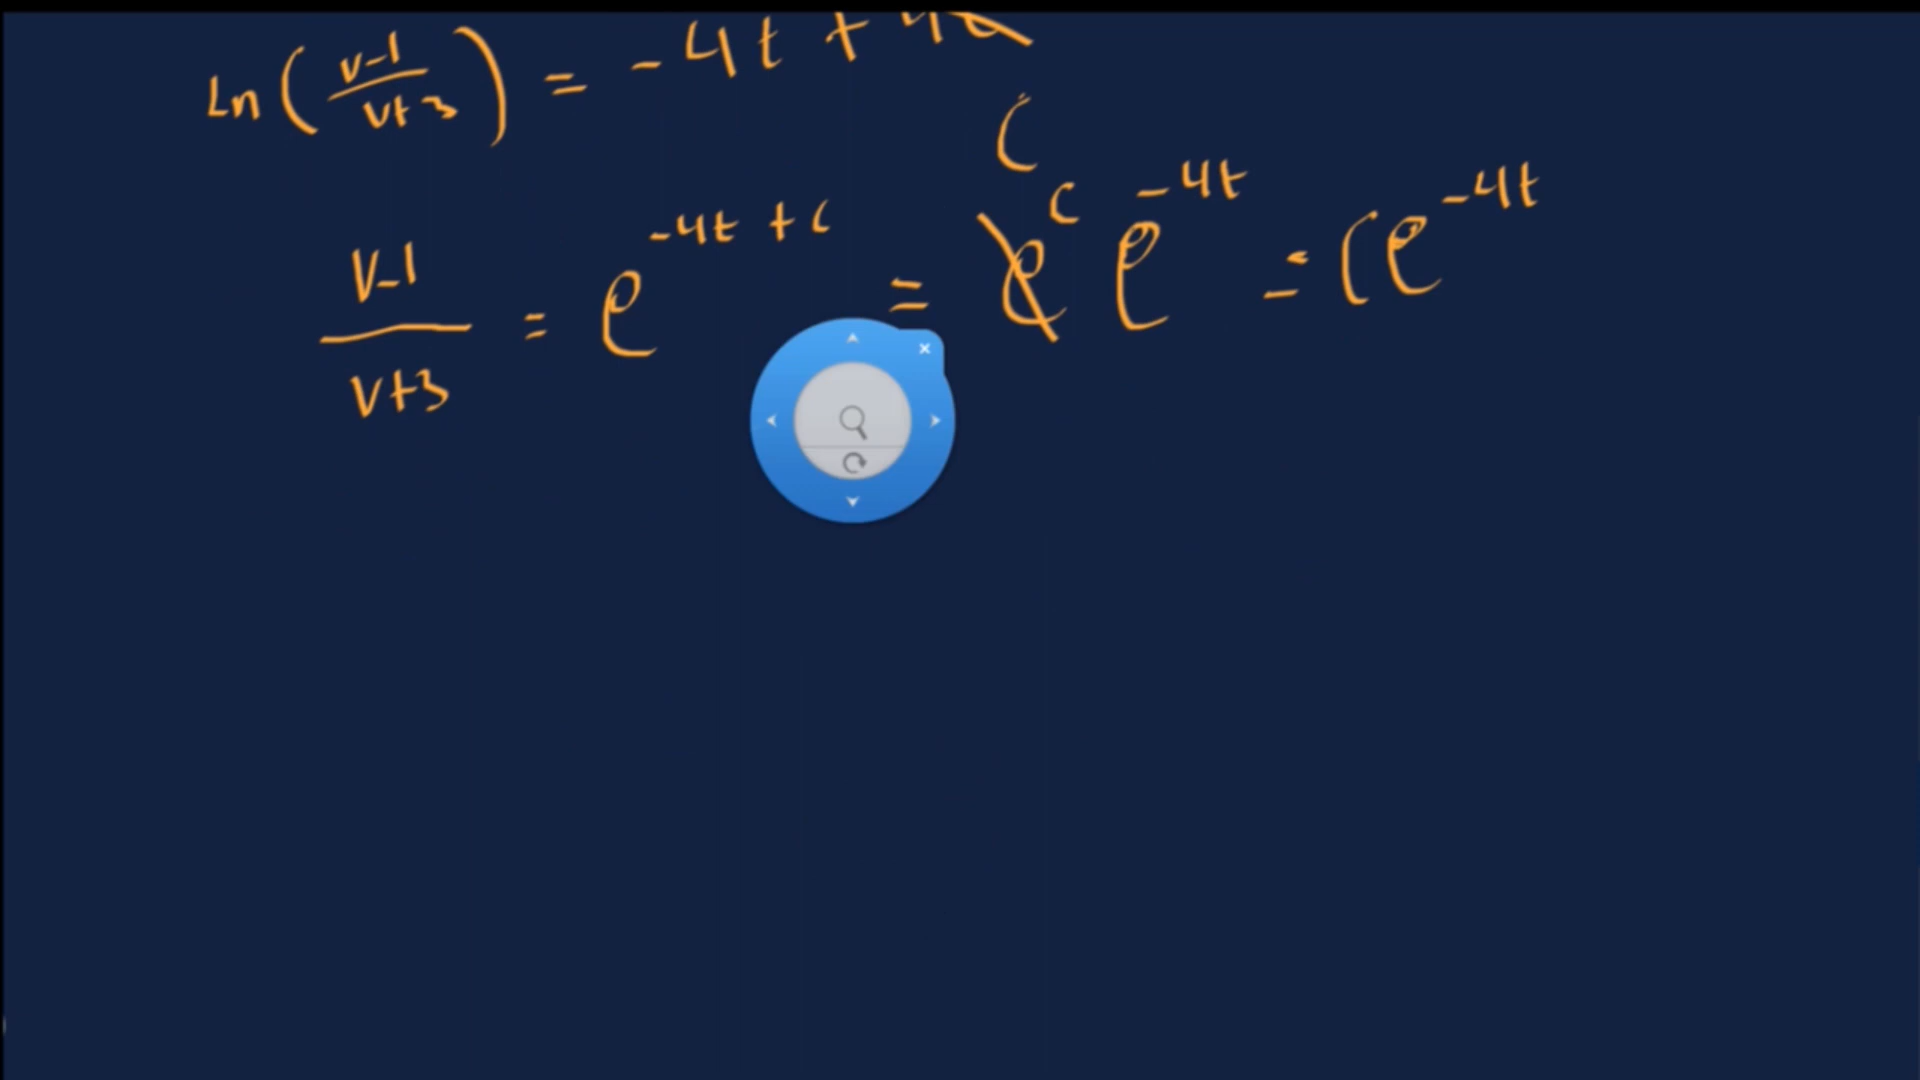 Ln((v-1)/(v+3)) = -4t + 4c
C
(v-1)/(v+3) = e^(-4t+c) = e^c e^(-4t) = Ce^(-4t)